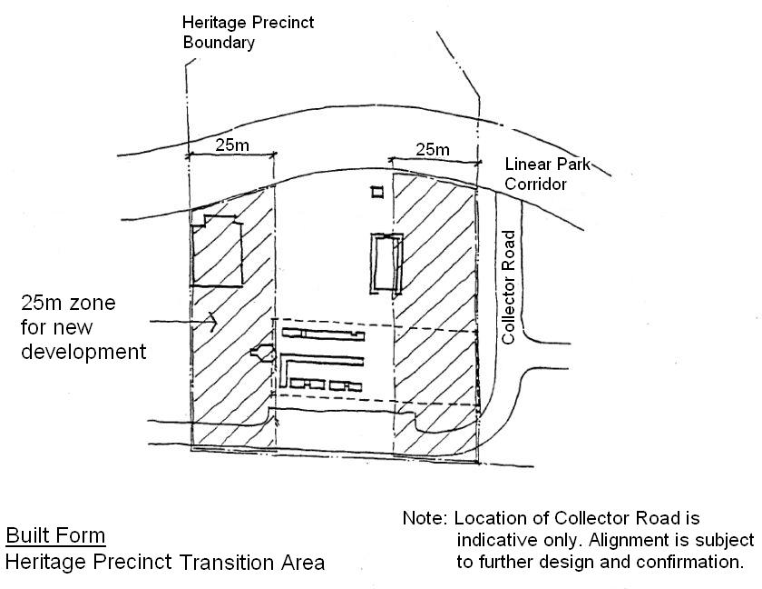 Heritage Precinct
Boundary
25m
25m
Linear Park
Corridor
Collector Road
25m zone
for new
development
Built Form
Heritage Precinct Transition Area
Note: Location of Collector Road is
indicative only. Alignment is subject
to further design and confirmation.